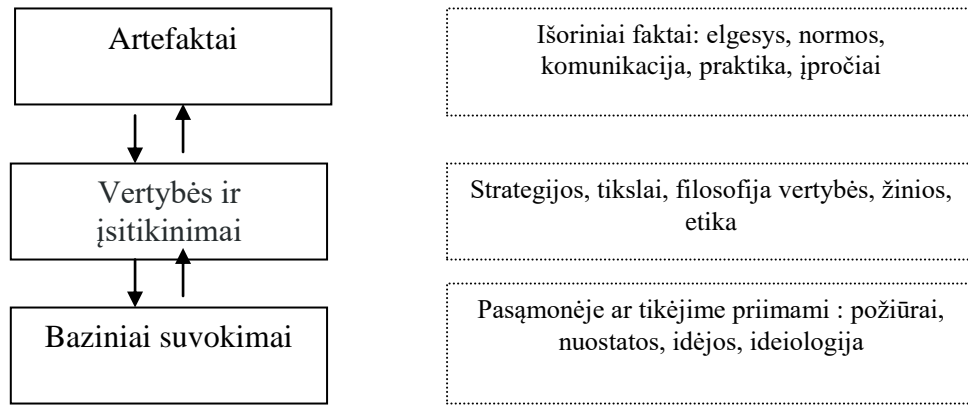 Artefaktai
Išoriniai faktai: elgesys, normos,
komunikacija, praktika, įpročiai
Vertybės ir
įsitikinimai
Strategijos, tikslai, filosofija vertybės, žinios,
etika
Baziniai suvokimai
Pasąmonėje ar tikėjime priimami : požiūrai,
nuostatos, idėjos, ideologija